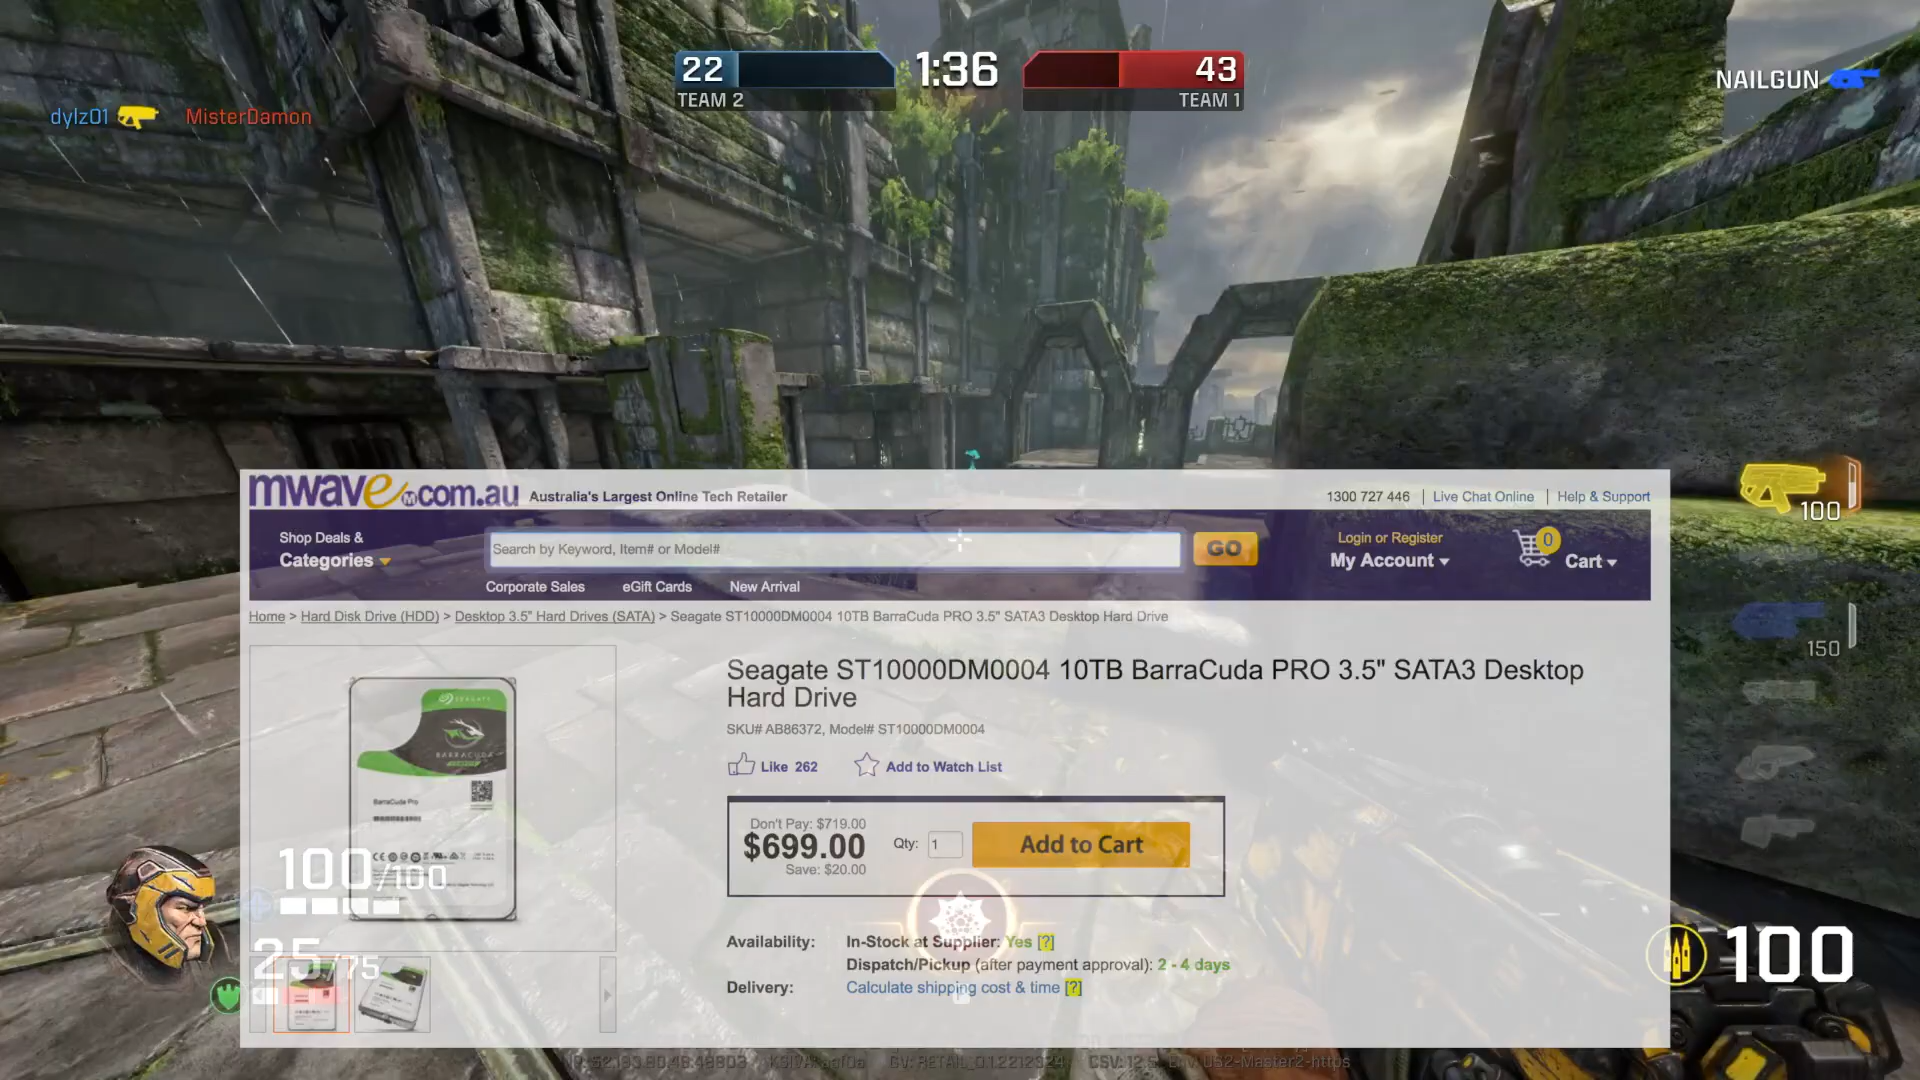 22
1:36
43
TEAM 2
TEAM 1
NAILGUN
dylz01
MisterDamon
100
150
mwave.com.au
Australia's Largest Online Tech Retailer
1300 727 446
Live Chat Online
Help & Support
Shop Deals &
Categories
Search by Keyword, Item# or Model#
GO
Login or Register
My Account
0
Cart
Corporate Sales
eGift Cards
New Arrival
Home > Hard Disk Drive (HDD) > Desktop 3.5" Hard Drives (SATA) > Seagate ST10000DM0004 10TB BarraCuda PRO 3.5" SATA3 Desktop Hard Drive
SEAGATE
BARRACUDA
BarraCuda Pro
Seagate ST10000DM0004 10TB BarraCuda PRO 3.5" SATA3 Desktop
Hard Drive
SKU# AB86372, Model# ST10000DM0004
Like 262
Add to Watch List
Don't Pay: $719.00
$699.00
Save: $20.00
Qty: 1
Add to Cart
Availability:
In-Stock at Supplier: Yes [?]
Dispatch/Pickup (after payment approval): 2 - 4 days
Delivery:
Calculate shipping cost & time [?]
100/100
25/75
F
100